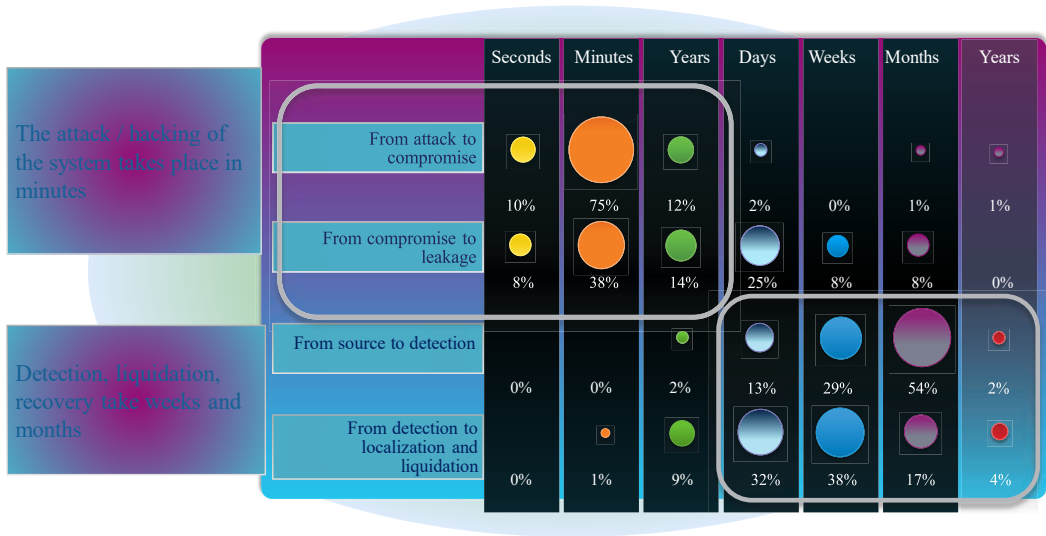 Seconds Minutes Years Days Weeks Months Years
The attack / hacking of
the system takes place in
minutes
From attack to
compromise
10% 75% 12% 2% 0% 1% 1%
From compromise to
leakage
8% 38% 14% 25% 8% 8% 0%
Detection, liquidation,
recovery take weeks and
months
From source to detection
0% 0% 2% 13% 29% 54% 2%
From detection to
localization and
liquidation
0% 1% 9% 32% 38% 17% 4%